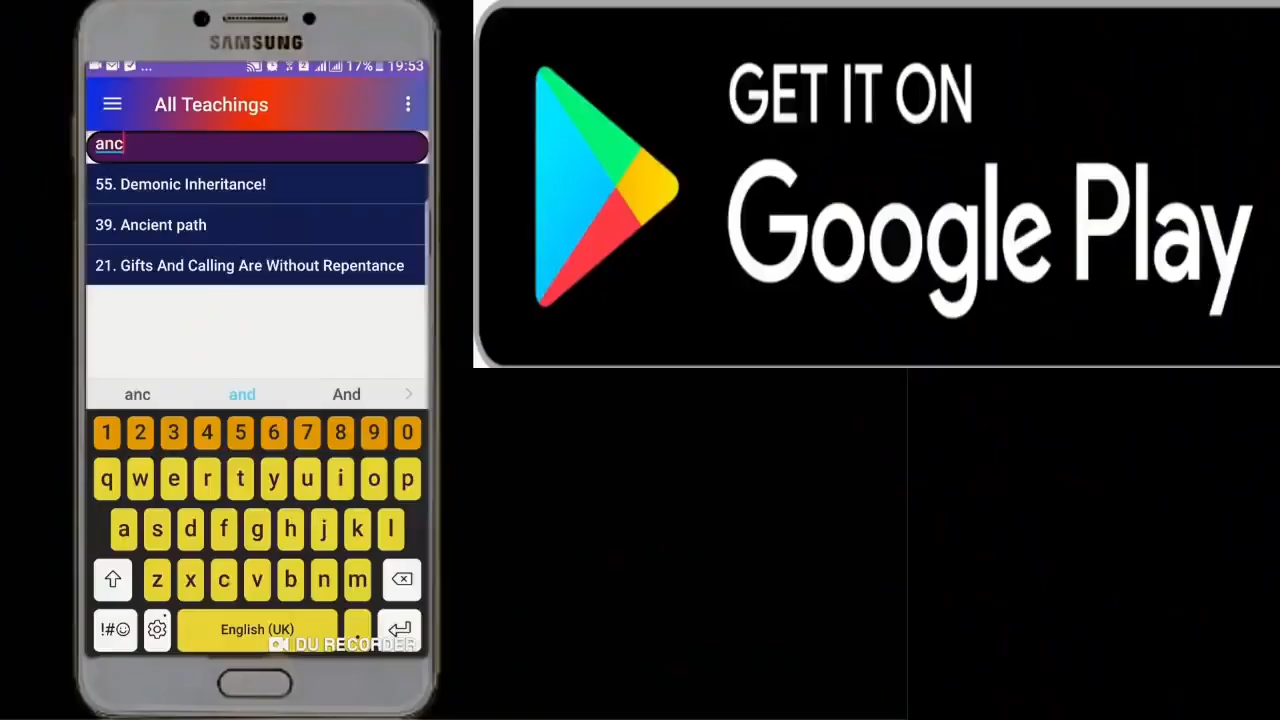 SAMSUNG
... 2 17% 19:53
All Teachings
anc
55. Demonic Inheritance!
39. Ancient path
21. Gifts And Calling Are Without Repentance
anc and And
1 2 3 4 5 6 7 8 9 0
q w e r t y u i o p
a s d f g h j k l
z x c v b n m
!#☺ English (UK) .
DU RECORDER
GET IT ON
Google Play